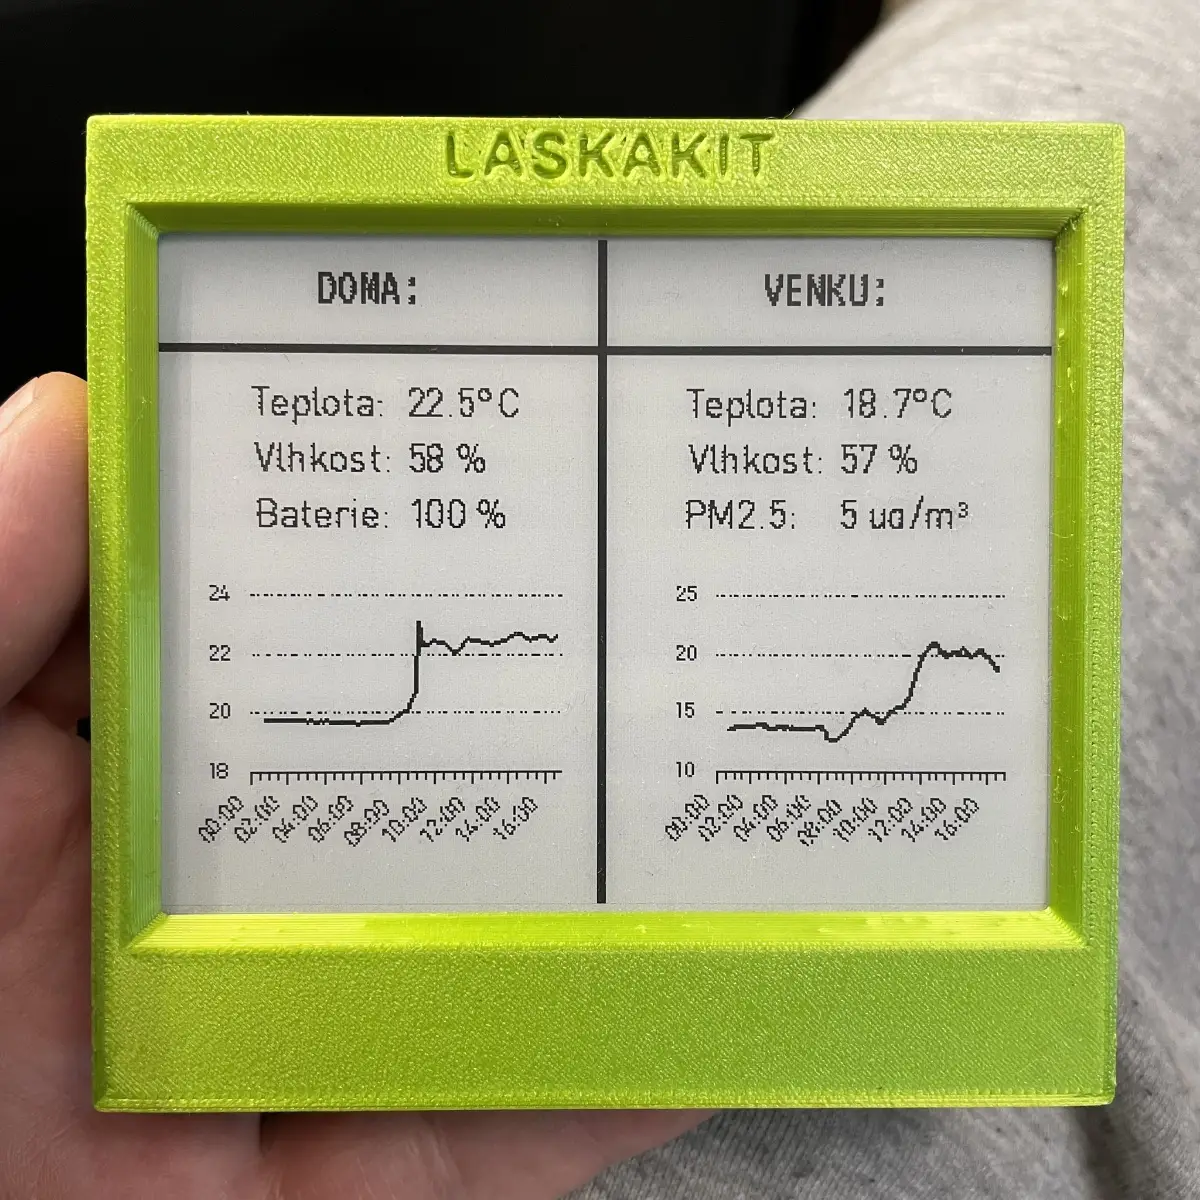 LASKAKIT
DOMA:
Teplota: 22.5°C
Vlhkost: 58 %
Baterie: 100 %
24
22
20
18
00:00 02:00 04:00 06:00 08:00 10:00 12:00 14:00 16:00
VENKU:
Teplota: 18.7°C
Vlhkost: 57 %
PM2.5: 5 ug/m³
25
20
15
10
00:00 02:00 04:00 06:00 08:00 10:00 12:00 14:00 16:00